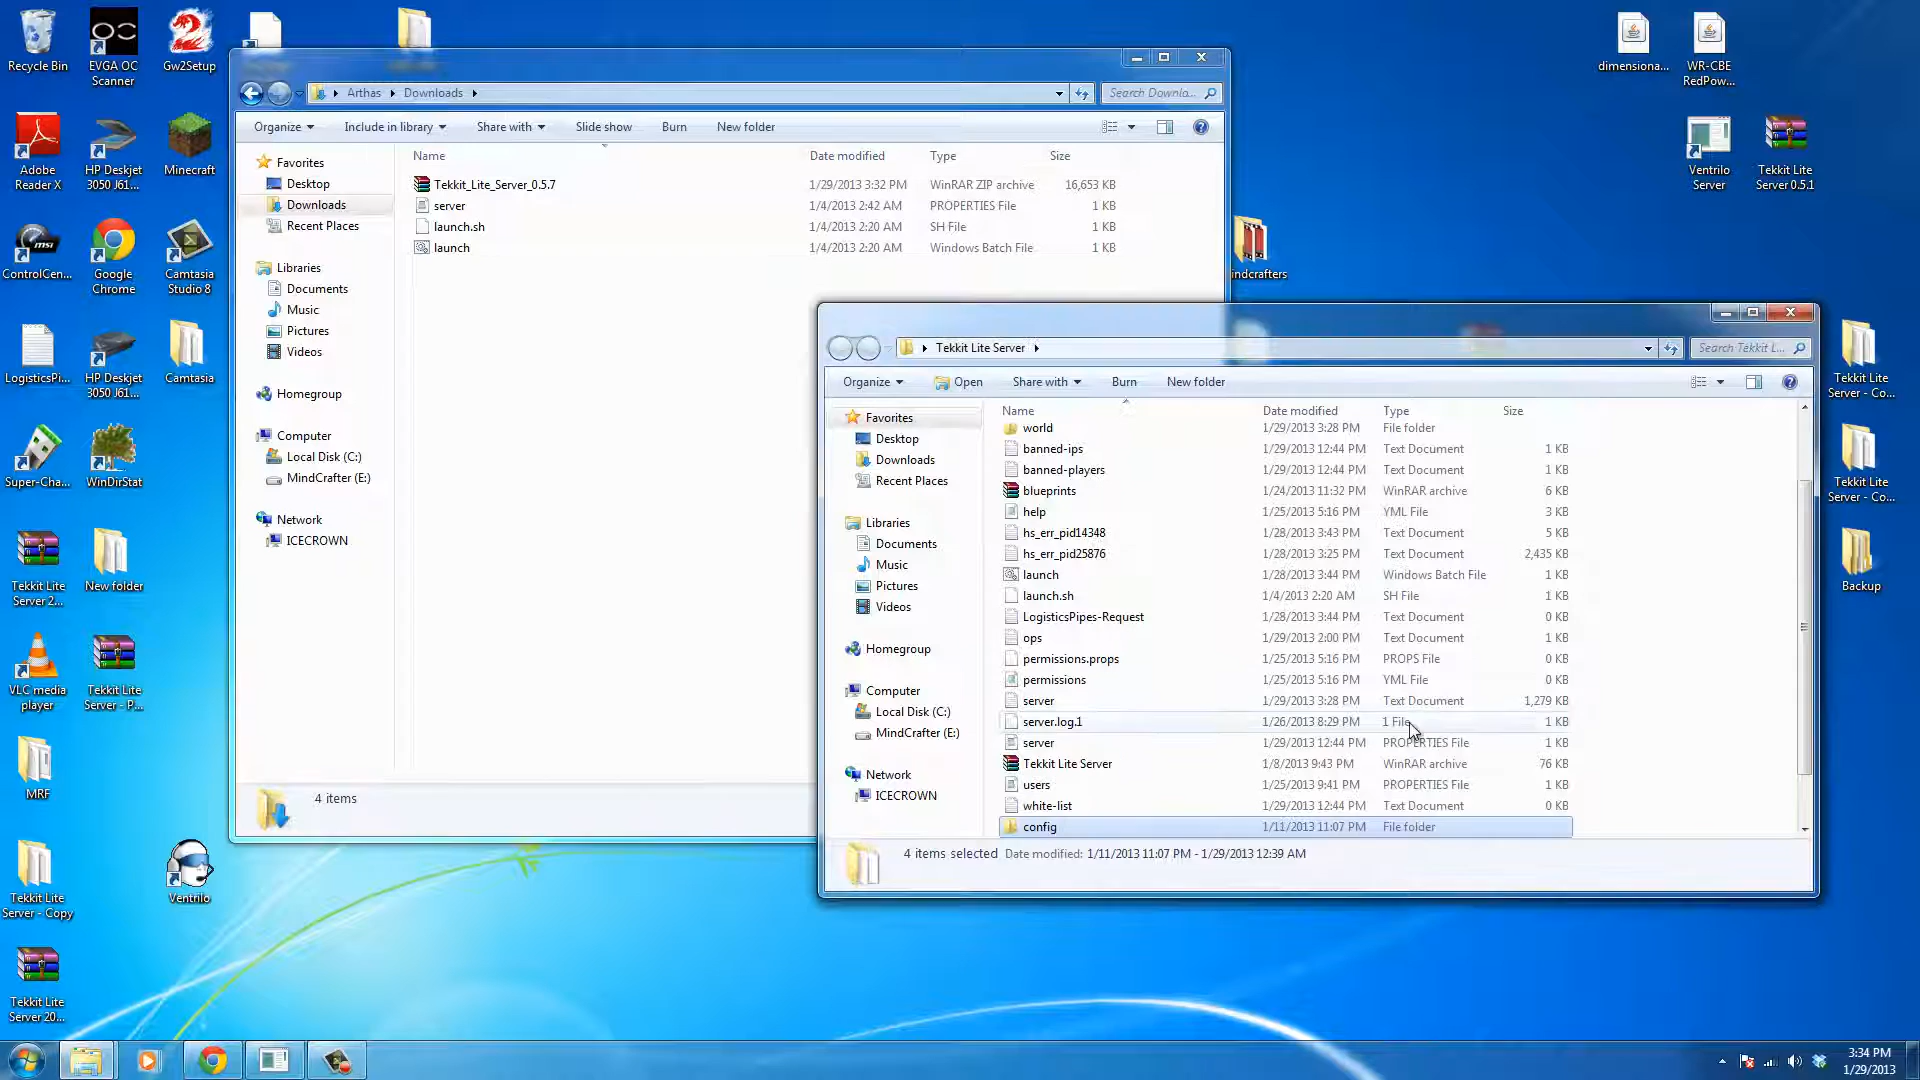 Recycle Bin
EVGA OC
Scanner
Gw2Setup
Adobe
Reader X
HP Deskjet
3050 J61...
Minecraft
ControlCen...
Google
Chrome
Camtasia
Studio 8
LogisticsPi...
HP Deskjet
3050 J61...
Camtasia
Super-Cha...
WinDirStat
Tekkit Lite
Server 2...
New folder
VLC media
player
Tekkit Lite
Server - P...
MRF
Tekkit Lite
Server - Copy
Ventrilo
Tekkit Lite
Server 20...
Arthas
Downloads
Search Downlo...
Organize
Include in library
Share with
Slide show
Burn
New folder
Favorites
Desktop
Downloads
Recent Places
Libraries
Documents
Music
Pictures
Videos
Homegroup
Computer
Local Disk (C:)
MindCrafter (E:)
Network
ICECROWN
Name Date modified Type Size
Tekkit_Lite_Server_0.5.7 1/29/2013 3:32 PM WinRAR ZIP archive 16,653 KB
server 1/4/2013 2:42 AM PROPERTIES File 1 KB
launch.sh 1/4/2013 2:20 AM SH File 1 KB
launch 1/4/2013 2:20 AM Windows Batch File 1 KB
4 items
Tekkit Lite Server
Search Tekkit L...
Organize
Open
Share with
Burn
New folder
Favorites
Desktop
Downloads
Recent Places
Libraries
Documents
Music
Pictures
Videos
Homegroup
Computer
Local Disk (C:)
MindCrafter (E:)
Network
ICECROWN
Name Date modified Type Size
world 1/29/2013 3:28 PM File folder
banned-ips 1/29/2013 12:44 PM Text Document 1 KB
banned-players 1/29/2013 12:44 PM Text Document 1 KB
blueprints 1/24/2013 11:32 PM WinRAR archive 6 KB
help 1/25/2013 5:16 PM YML File 3 KB
hs_err_pid14348 1/28/2013 3:43 PM Text Document 5 KB
hs_err_pid25876 1/28/2013 3:25 PM Text Document 2,435 KB
launch 1/28/2013 3:44 PM Windows Batch File 1 KB
launch.sh 1/4/2013 2:20 AM SH File 1 KB
LogisticsPipes-Request 1/28/2013 3:44 PM Text Document 0 KB
ops 1/29/2013 2:00 PM Text Document 1 KB
permissions.props 1/25/2013 5:16 PM PROPS File 0 KB
permissions 1/25/2013 5:16 PM YML File 0 KB
server 1/29/2013 3:28 PM Text Document 1,279 KB
server.log.1 1/26/2013 8:29 PM 1 File 1 KB
server 1/29/2013 12:44 PM PROPERTIES File 1 KB
Tekkit Lite Server 1/8/2013 9:43 PM WinRAR archive 76 KB
users 1/25/2013 9:41 PM PROPERTIES File 1 KB
white-list 1/29/2013 12:44 PM Text Document 0 KB
config 1/11/2013 11:07 PM File folder
4 items selected Date modified: 1/11/2013 11:07 PM - 1/29/2013 12:39 AM
dimensiona...
WR-CBE
RedPow...
Ventrilo
Server
Tekkit Lite
Server 0.5.1
indcrafters
Tekkit Lite
Server - Co...
Tekkit Lite
Server - Co...
Backup
3:34 PM
1/29/2013